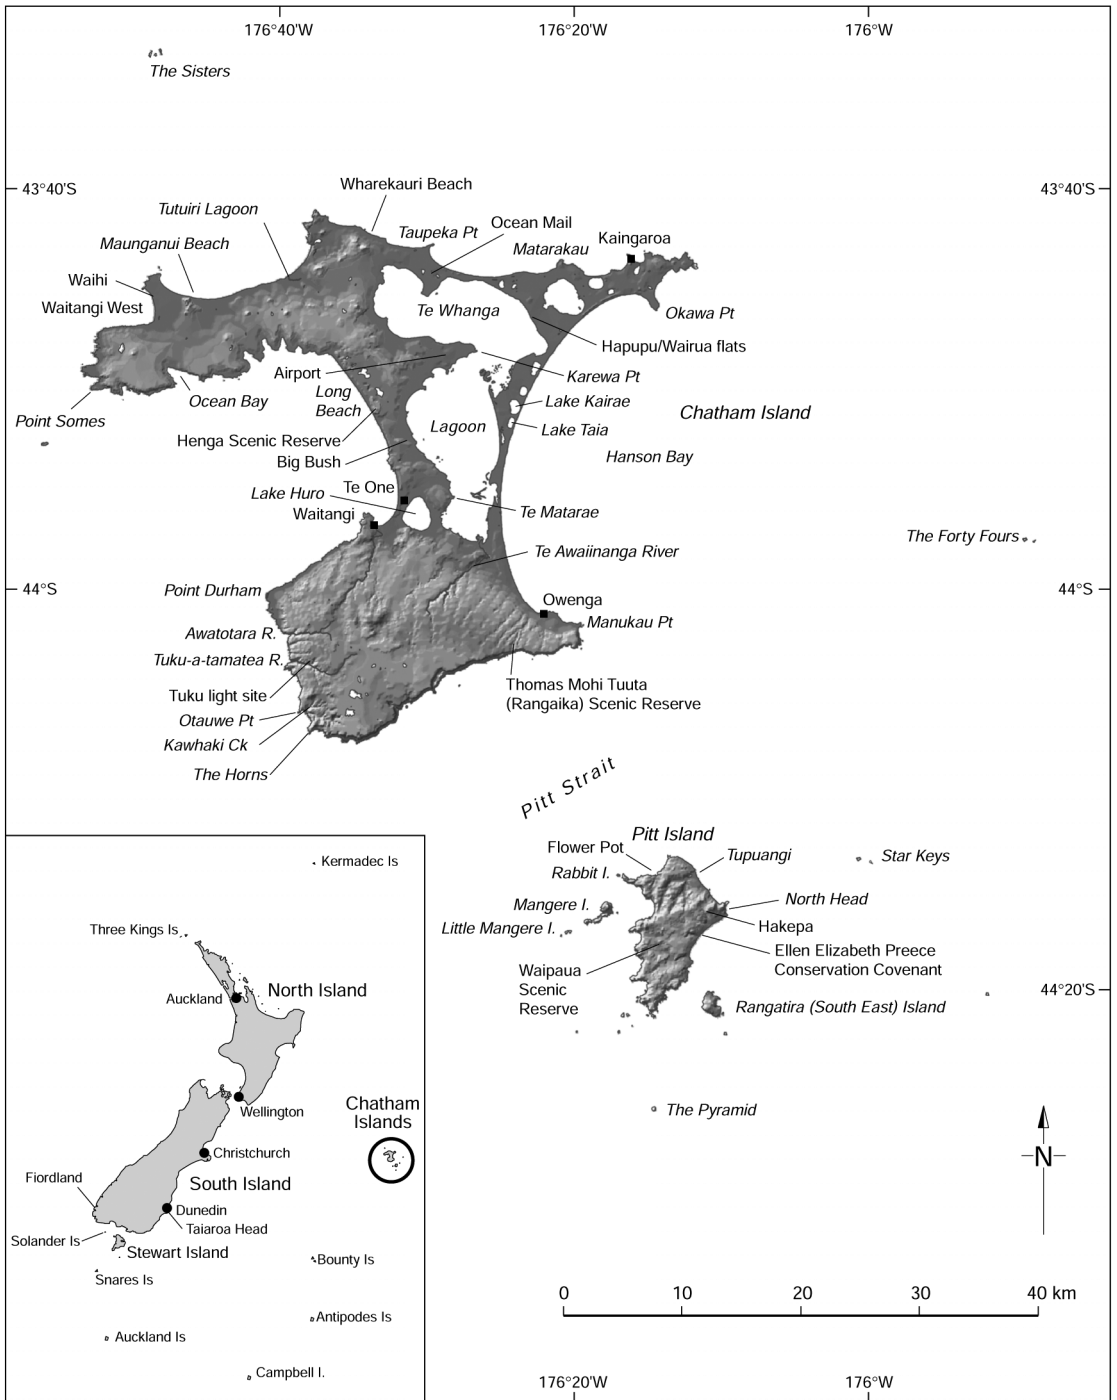 176°40'W
176°20'W
176°W
The Sisters
43°40'S
43°40'S
Wharekauri Beach
Tutuiri Lagoon
Taupeka Pt
Ocean Mail
Maunganui Beach
Matarakau
Kaingaroa
Waihi
Waitangi West
Te Whanga
Okawa Pt
Hapupu/Wairua flats
Airport
Karewa Pt
Long
Beach
Ocean Bay
Lake Kairae
Chatham Island
Point Somes
Lagoon
Lake Taia
Henga Scenic Reserve
Big Bush
Hanson Bay
Te One
Lake Huro
Waitangi
Te Matarae
The Forty Fours
Te Awaiinanga River
44°S
44°S
Point Durham
Owenga
Manukau Pt
Awatotara R.
Tuku-a-tamatea R.
Tuku light site
Thomas Mohi Tuuta
(Rangaika) Scenic Reserve
Otauwe Pt
Kawhaki Ck
The Horns
Pitt Strait
Pitt Island
Flower Pot
Tupuangi
Star Keys
Rabbit I.
North Head
Mangere I.
Hakepa
Little Mangere I.
Ellen Elizabeth Preece
Conservation Covenant
Waipaua
Scenic
Reserve
44°20'S
Rangatira (South East) Island
The Pyramid
N
0
10
20
30
40 km
176°20'W
176°W
Kermadec Is
Three Kings Is
Auckland
North Island
Wellington
Chatham
Islands
Christchurch
Fiordland
South Island
Dunedin
Taiaroa Head
Solander Is
Stewart Island
Bounty Is
Snares Is
Antipodes Is
Auckland Is
Campbell I.